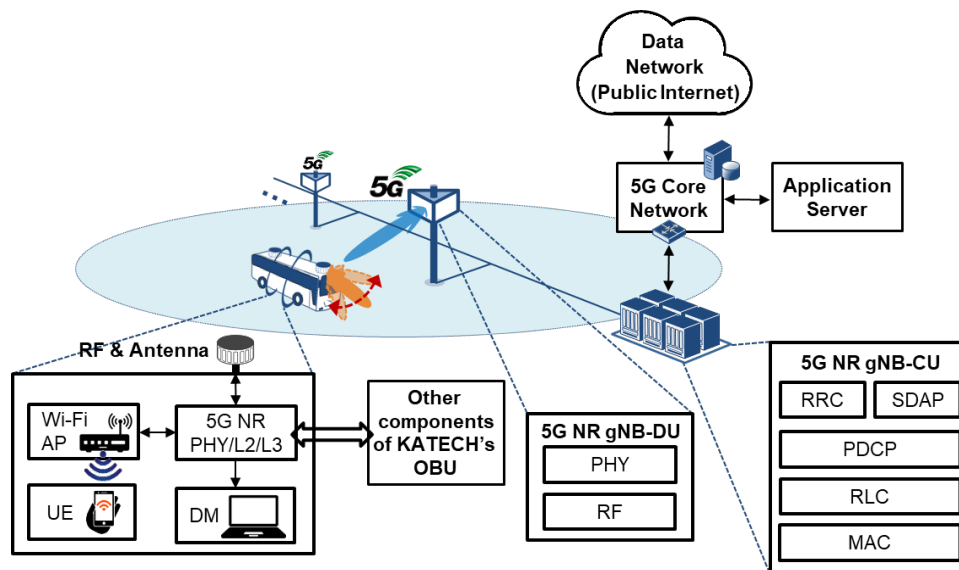 Data
Network
(Public Internet)
5G
5G
5G Core
Network
Application
Server
RF & Antenna
Wi-Fi
AP
5G NR
PHY/L2/L3
UE
DM
Other
components
of KATECH's
OBU
5G NR gNB-DU
PHY
RF
5G NR gNB-CU
RRC
SDAP
PDCP
RLC
MAC